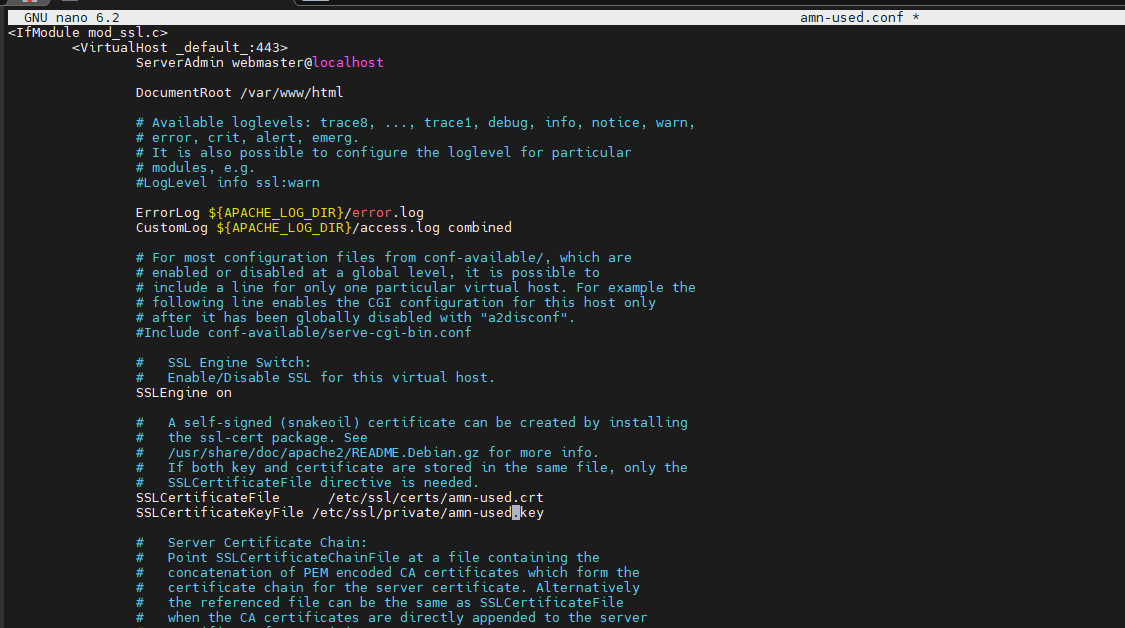 GNU nano 6.2 amn-used.conf *
<IfModule mod_ssl.c>
<VirtualHost _default_:443>
ServerAdmin webmaster@localhost
DocumentRoot /var/www/html
# Available loglevels: trace8, ..., trace1, debug, info, notice, warn,
# error, crit, alert, emerg.
# It is also possible to configure the loglevel for particular
# modules, e.g.
#LogLevel info ssl:warn
ErrorLog ${APACHE_LOG_DIR}/error.log
CustomLog ${APACHE_LOG_DIR}/access.log combined
# For most configuration files from conf-available/, which are
# enabled or disabled at a global level, it is possible to
# include a line for only one particular virtual host. For example the
# following line enables the CGI configuration for this host only
# after it has been globally disabled with "a2disconf".
#Include conf-available/serve-cgi-bin.conf
#   SSL Engine Switch:
#   Enable/Disable SSL for this virtual host.
SSLEngine on
#   A self-signed (snakeoil) certificate can be created by installing
#   the ssl-cert package. See
#   /usr/share/doc/apache2/README.Debian.gz for more info.
#   If both key and certificate are stored in the same file, only the
#   SSLCertificateFile directive is needed.
SSLCertificateFile      /etc/ssl/certs/amn-used.crt
SSLCertificateKeyFile /etc/ssl/private/amn-used.key
#   Server Certificate Chain:
#   Point SSLCertificateChainFile at a file containing the
#   concatenation of PEM encoded CA certificates which form the
#   certificate chain for the server certificate. Alternatively
#   the referenced file can be the same as SSLCertificateFile
#   when the CA certificates are directly appended to the server